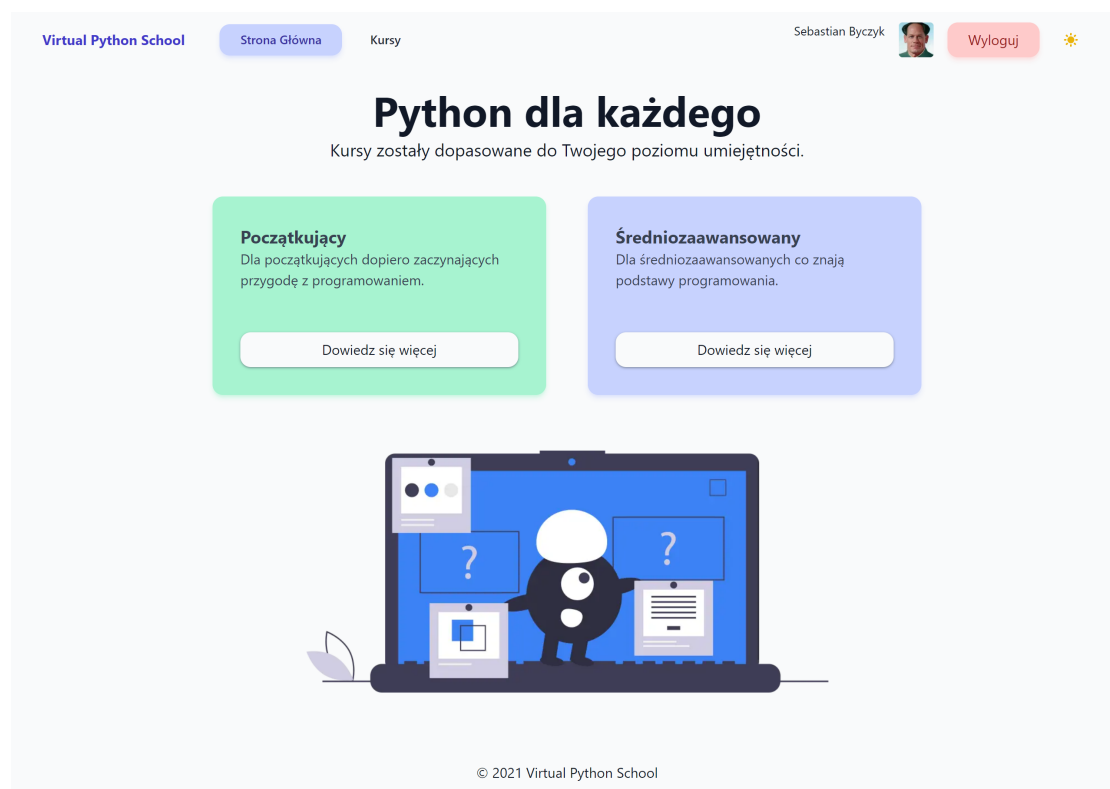 Virtual Python School
Strona Główna
Kursy
Sebastian Byczyk
Wyloguj
Python dla każdego
Kursy zostały dopasowane do Twojego poziomu umiejętności.
Początkujący
Dla początkujących dopiero zaczynających
przygodę z programowaniem.
Dowiedz się więcej
Średniozaawansowany
Dla średniozaawansowanych co znają
podstawy programowania.
Dowiedz się więcej
?
?
© 2021 Virtual Python School